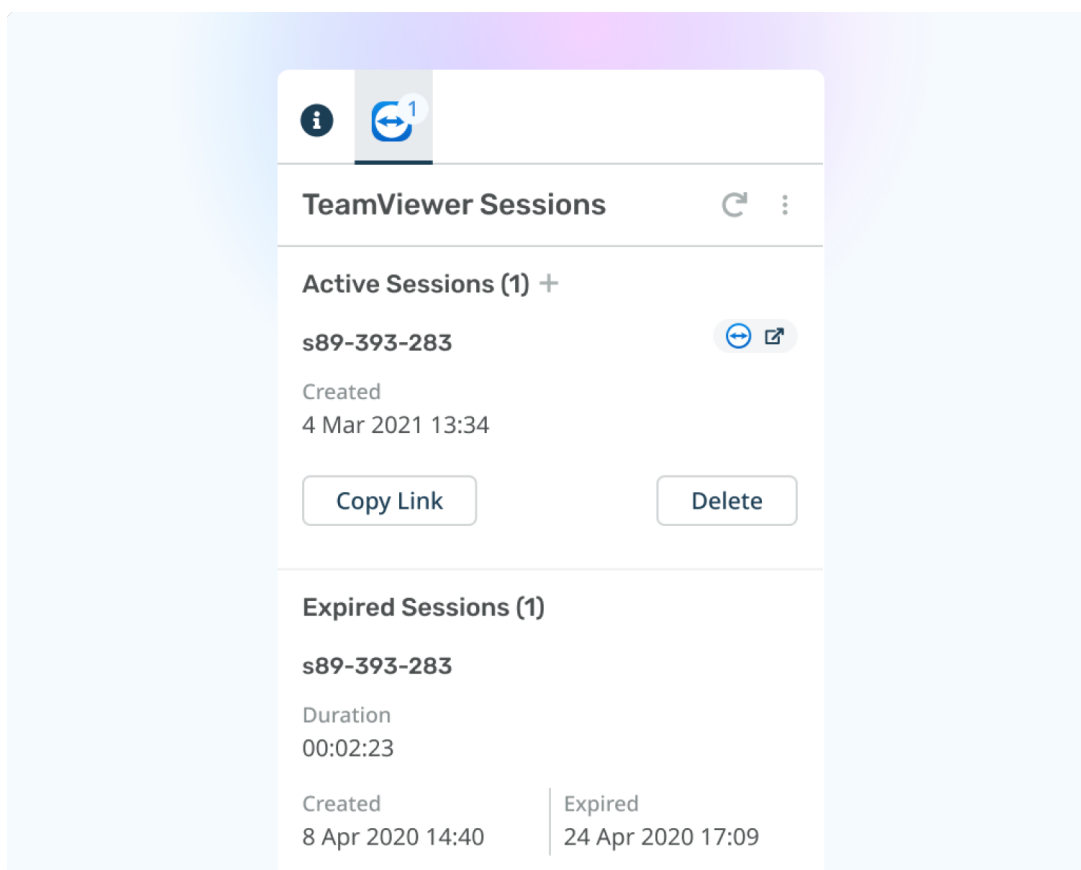 1
TeamViewer Sessions
Active Sessions (1)
s89-393-283
Created
4 Mar 2021 13:34
Copy Link
Delete
Expired Sessions (1)
s89-393-283
Duration
00:02:23
Created
Expired
8 Apr 2020 14:40
24 Apr 2020 17:09